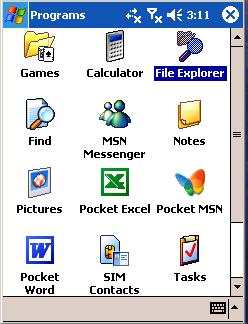 Programs 3:11
Games Calculator File Explorer
Find MSN Messenger Notes
Pictures Pocket Excel Pocket MSN
Pocket Word SIM Contacts Tasks